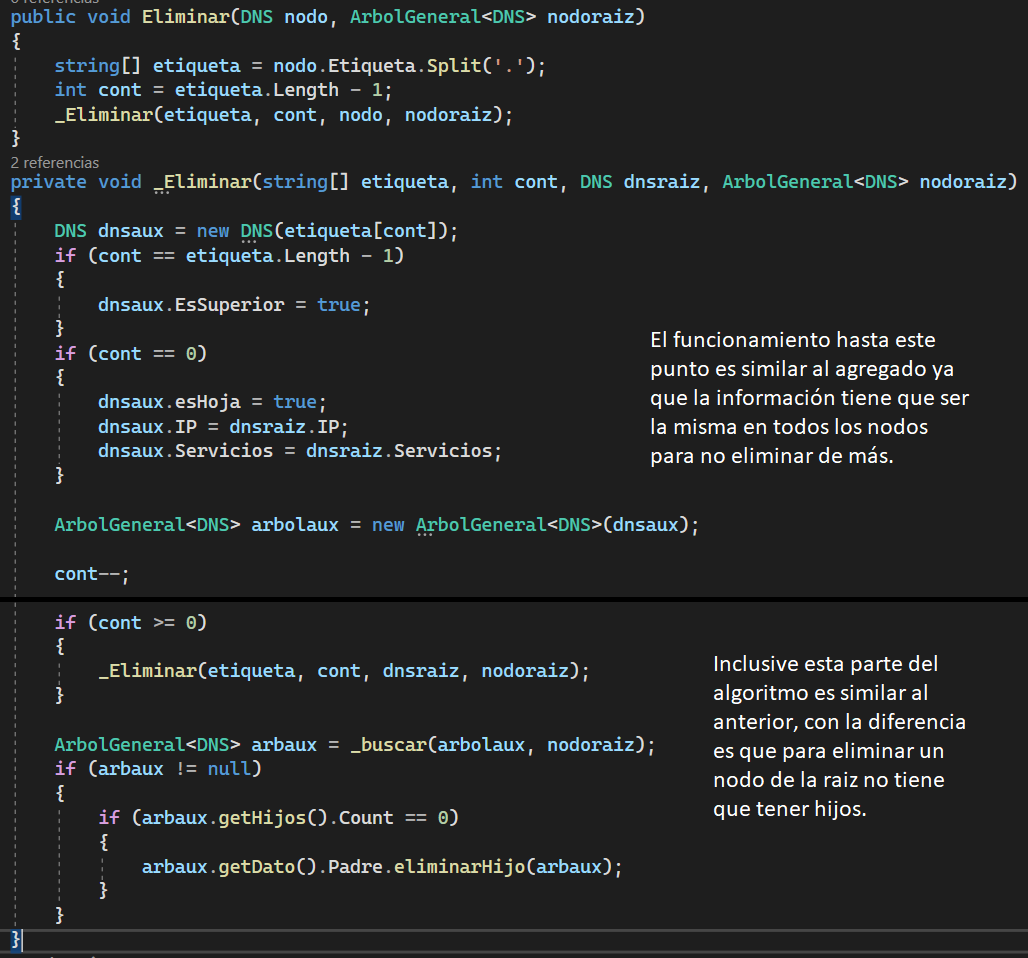 public void Eliminar(DNS nodo, ArbolGeneral<DNS> nodoraiz)
{
string[] etiqueta = nodo.Etiqueta.Split('.');
int cont = etiqueta.Length - 1;
_Eliminar(etiqueta, cont, nodo, nodoraiz);
}
2 referencias
private void _Eliminar(string[] etiqueta, int cont, DNS dnsraiz, ArbolGeneral<DNS> nodoraiz)
{
DNS dnsaux = new DNS(etiqueta[cont]);
if (cont == etiqueta.Length - 1)
{
dnsaux.EsSuperior = true;
}
if (cont == 0)
{
dnsaux.esHoja = true;
dnsaux.IP = dnsraiz.IP;
dnsaux.Servicios = dnsraiz.Servicios;
}
El funcionamiento hasta este
punto es similar al agregado ya
que la información tiene que ser
la misma en todos los nodos
para no eliminar de más.
ArbolGeneral<DNS> arbolaux = new ArbolGeneral<DNS>(dnsaux);
cont--;
if (cont >= 0)
{
_Eliminar(etiqueta, cont, dnsraiz, nodoraiz);
}
ArbolGeneral<DNS> arbaux = _buscar(arbolaux, nodoraiz);
if (arbaux != null)
{
if (arbaux.getHijos().Count == 0)
{
arbaux.getDato().Padre.eliminarHijo(arbaux);
}
}
}
Inclusive esta parte del
algoritmo es similar al
anterior, con la diferencia
es que para eliminar un
nodo de la raiz no tiene
que tener hijos.